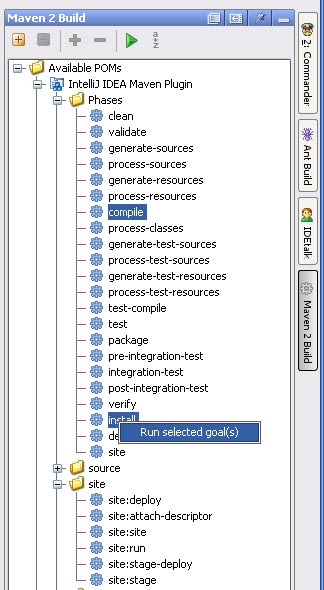 Maven 2 Build
Available POMs
IntelliJ IDEA Maven Plugin
Phases
clean
validate
generate-sources
process-sources
generate-resources
process-resources
compile
process-classes
generate-test-sources
process-test-sources
generate-test-resources
process-test-resources
test-compile
test
package
pre-integration-test
integration-test
post-integration-test
verify
install
Run selected goal(s)
de
site
source
site
site:deploy
site:attach-descriptor
site:site
site:run
site:stage-deploy
site:stage
2: Commander
Ant Build
IDEtalk
Maven 2 Build